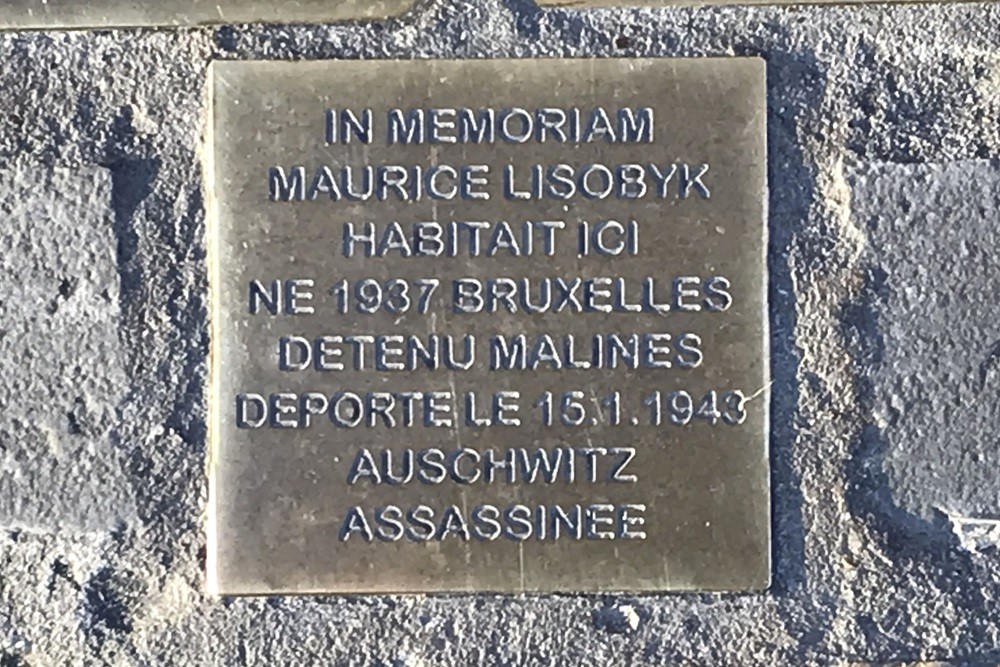 IN MEMORIAM
MAURICE LISOBYK
HABITAIT ICI
NE 1937 BRUXELLES
DETENU MALINES
DEPORTE LE 15.1.1943
AUSCHWITZ
ASSASSINEE